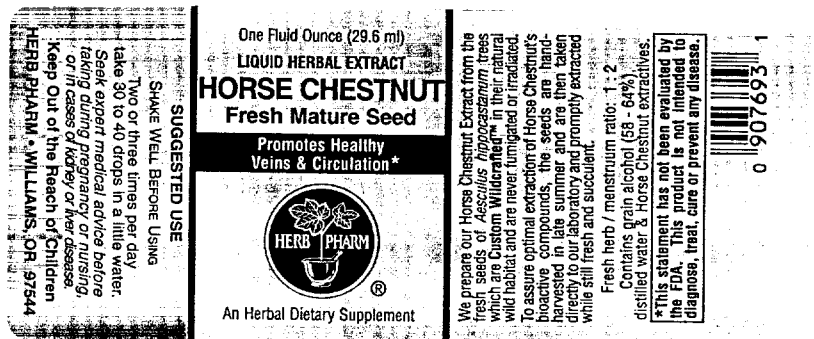 SUGGESTED USE
SHAKE WELL BEFORE USING
Two or three times per day
take 30 to 40 drops in a little water.
Seek expert medical advice before
taking during pregnancy or nursing,
or in cases of kidney or liver disease.
Keep Out of the Reach of Children
HERB PHARM • WILLIAMS, OR 97544
One Fluid Ounce (29.6 ml)
LIQUID HERBAL EXTRACT
HORSE CHESTNUT
Fresh Mature Seed
Promotes Healthy
Veins & Circulation*
HERB PHARM
®
An Herbal Dietary Supplement
We prepare our Horse Chestnut Extract from the
fresh seeds of Aesculus hippocastanum trees
which are Custom Wildcrafted™ in their natural
wild habitat and are never fumigated or irradiated.
To assure optimal extraction of Horse Chestnut's
bioactive compounds, the seeds are hand-
harvested in late summer and are then taken
directly to our laboratory and promptly extracted
while still fresh and succulent.
Fresh herb / menstruum ratio: 1 : 2
Contains grain alcohol (58 - 64%),
distilled water & Horse Chestnut extractives.
*This statement has not been evaluated by
the FDA. This product is not intended to
diagnose, treat, cure or prevent any disease.
0 907693 1